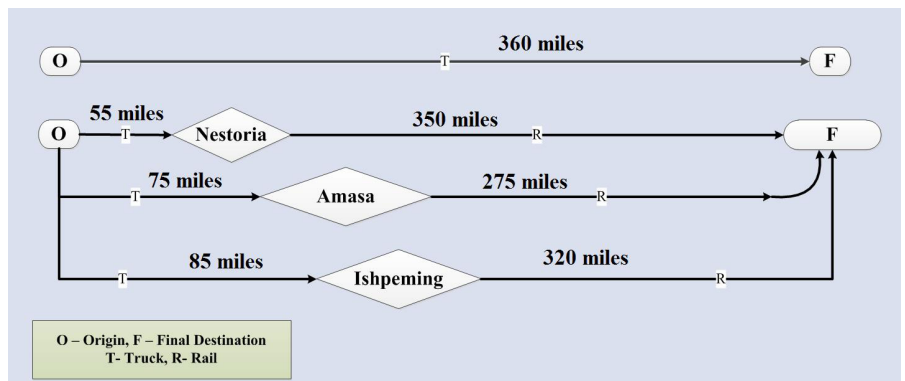 360 miles
O T F
55 miles 350 miles
O T Nestoria R F
75 miles 275 miles
T Amasa R
85 miles 320 miles
T Ishpeming R
O – Origin, F – Final Destination
T- Truck, R- Rail